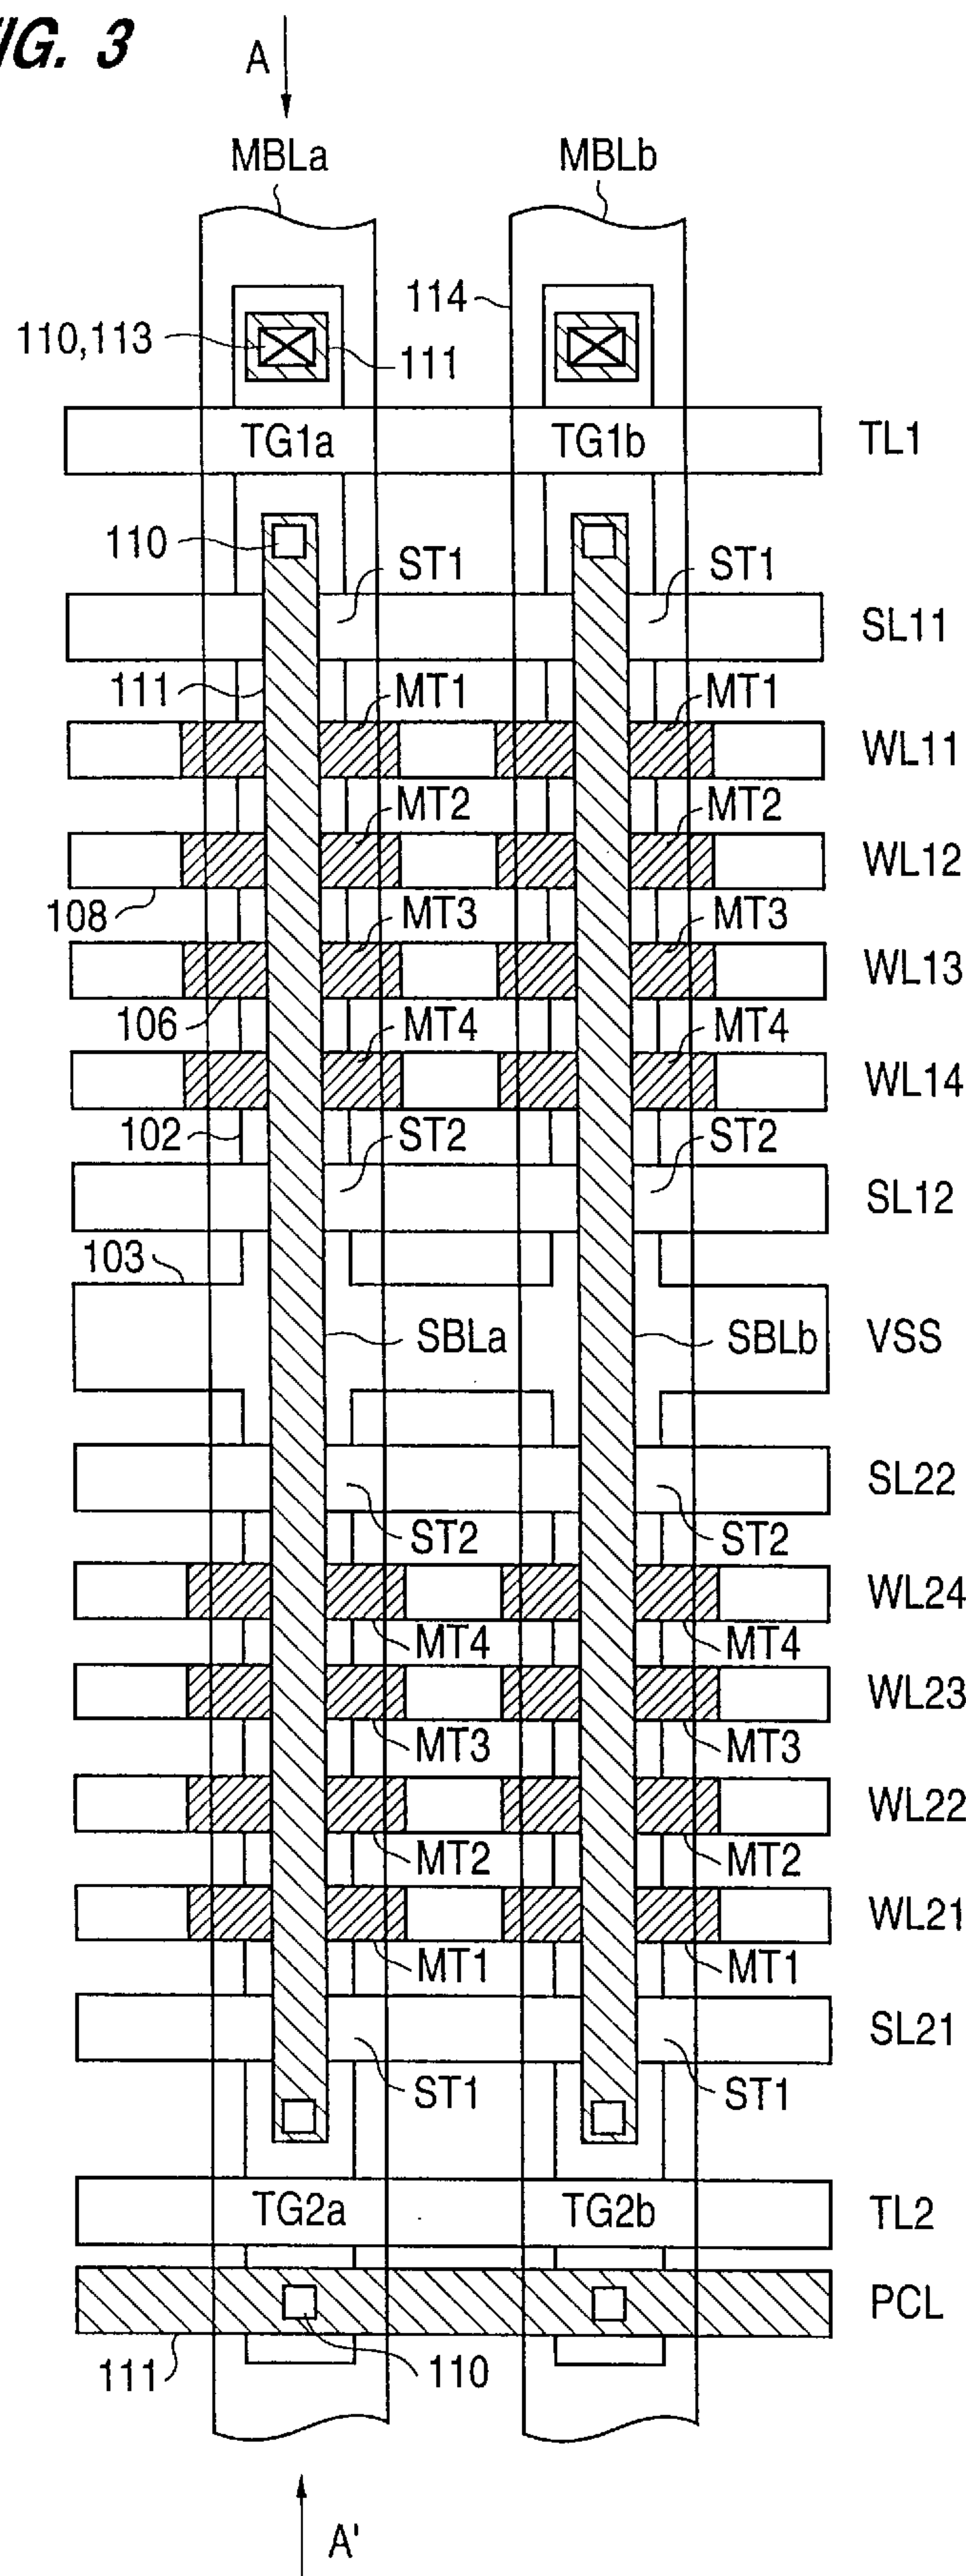 FIG. 3
A
MBLa MBLb
114
110,113 111
TG1a TG1b TL1
110 ST1 ST1
SL11
111 MT1 MT1
WL11
MT2 MT2
WL12
108 MT3 MT3
WL13
106 MT4 MT4
WL14
102 ST2 ST2
SL12
103
SBLa SBLb VSS
SL22
ST2 ST2
WL24
MT4 MT4
WL23
MT3 MT3
WL22
MT2 MT2
WL21
MT1 MT1
SL21
ST1 ST1
TG2a TG2b TL2
PCL
111 110
A'